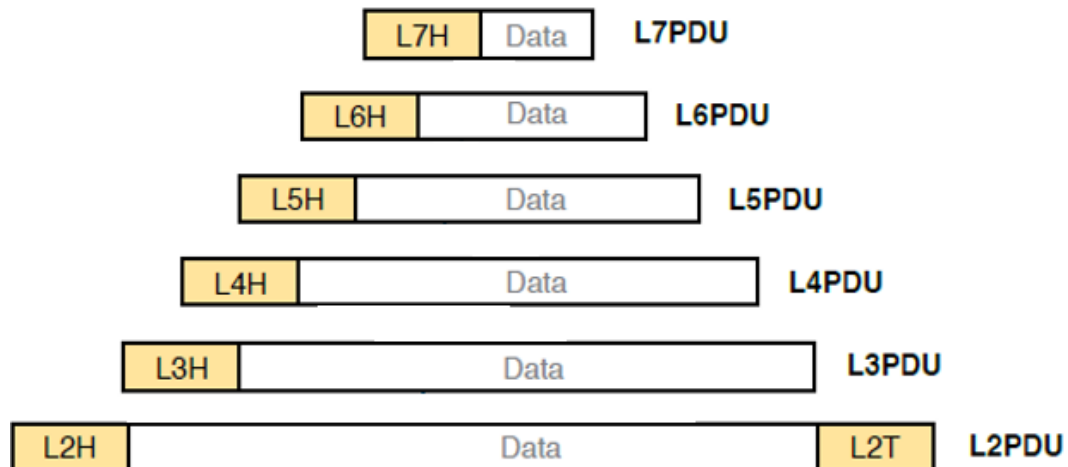 L7H Data L7PDU
L6H Data L6PDU
L5H Data L5PDU
L4H Data L4PDU
L3H Data L3PDU
L2H Data L2T L2PDU